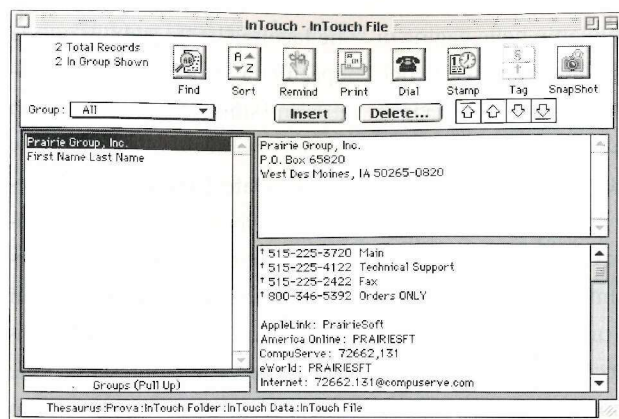 InTouch - InTouch File
2 Total Records
2 In Group Shown
A Z
Find Sort Remind Print Dial Stamp Tag SnapShot
Group: All
Insert Delete...
Prairie Group, Inc.
First Name Last Name
Prairie Group, Inc.
P.O. Box 65820
West Des Moines, IA 50265-0820
† 515-225-3720 Main
† 515-225-4122 Technical Support
† 515-225-2422 Fax
† 800-346-5392 Orders ONLY
AppleLink: PrairieSoft
America Online: PRAIRIESFT
CompuServe: 72662,131
eWorld: PRAIRIESFT
Internet: 72662.131@compuserve.com
Groups (Pull Up)
Thesaurus:Prova:InTouch Folder:InTouch Data:InTouch File